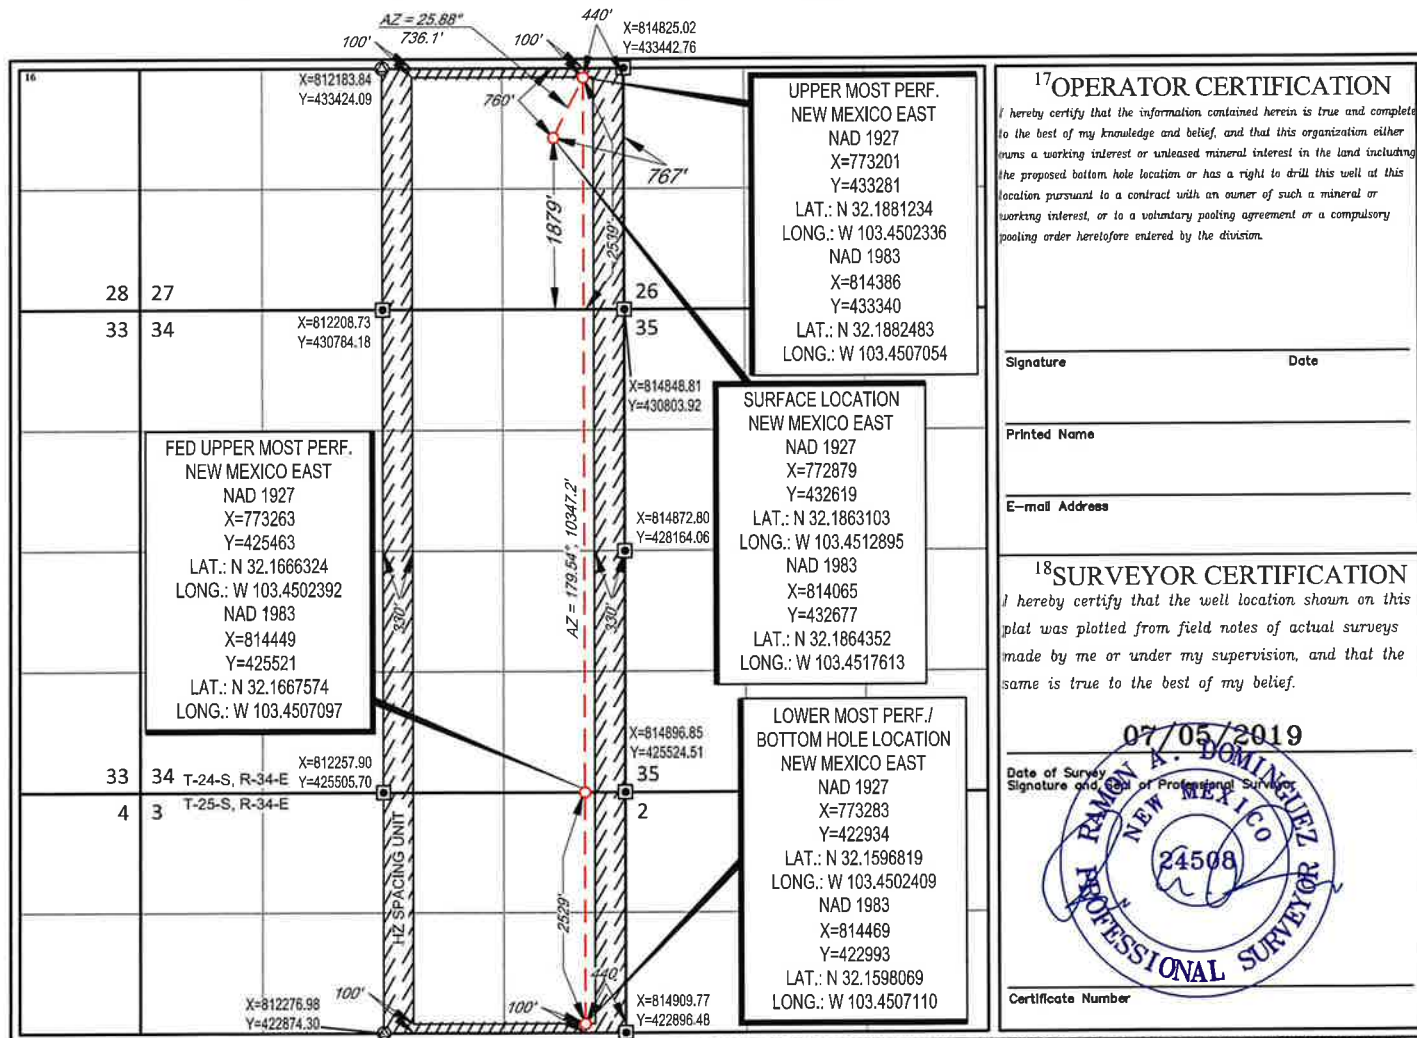 16
AZ = 25.88°
736.1'
100'
100'
440'
X=814825.02
Y=433442.76
X=812183.84
Y=433424.09
760'
767'
1879'
2539'
28 27
26
33 34
35
X=812208.73
Y=430784.18
X=814848.81
Y=430803.92
UPPER MOST PERF.
NEW MEXICO EAST
NAD 1927
X=773201
Y=433281
LAT.: N 32.1881234
LONG.: W 103.4502336
NAD 1983
X=814386
Y=433340
LAT.: N 32.1882483
LONG.: W 103.4507054
SURFACE LOCATION
NEW MEXICO EAST
NAD 1927
X=772879
Y=432619
LAT.: N 32.1863103
LONG.: W 103.4512895
NAD 1983
X=814065
Y=432677
LAT.: N 32.1864352
LONG.: W 103.4517613
FED UPPER MOST PERF.
NEW MEXICO EAST
NAD 1927
X=773263
Y=425463
LAT.: N 32.1666324
LONG.: W 103.4502392
NAD 1983
X=814449
Y=425521
LAT.: N 32.1667574
LONG.: W 103.4507097
X=814872.80
Y=428164.06
AZ = 179.54°, 10347.2'
330'
330'
X=814896.85
Y=425524.51
X=812257.90
Y=425505.70
33 34 T-24-S, R-34-E
35
4 3 T-25-S, R-34-E
2
HZ SPACING UNIT
2529'
LOWER MOST PERF./
BOTTOM HOLE LOCATION
NEW MEXICO EAST
NAD 1927
X=773283
Y=422934
LAT.: N 32.1596819
LONG.: W 103.4502409
NAD 1983
X=814469
Y=422993
LAT.: N 32.1598069
LONG.: W 103.4507110
440'
100'
100'
X=812276.98
Y=422874.30
X=814909.77
Y=422896.48
17 OPERATOR CERTIFICATION
I hereby certify that the information contained herein is true and complete
to the best of my knowledge and belief, and that this organization either
owns a working interest or unleased mineral interest in the land including
the proposed bottom hole location or has a right to drill this well at this
location pursuant to a contract with an owner of such a mineral or
working interest, or to a voluntary pooling agreement or a compulsory
pooling order heretofore entered by the division.
Signature Date
Printed Name
E-mail Address
18 SURVEYOR CERTIFICATION
I hereby certify that the well location shown on this
plat was plotted from field notes of actual surveys
made by me or under my supervision, and that the
same is true to the best of my belief.
07/05/2019
Date of Survey
Signature and Seal of Professional Surveyor
RAMON A. DOMINGUEZ
NEW MEXICO
24508
PROFESSIONAL SURVEYOR
Certificate Number